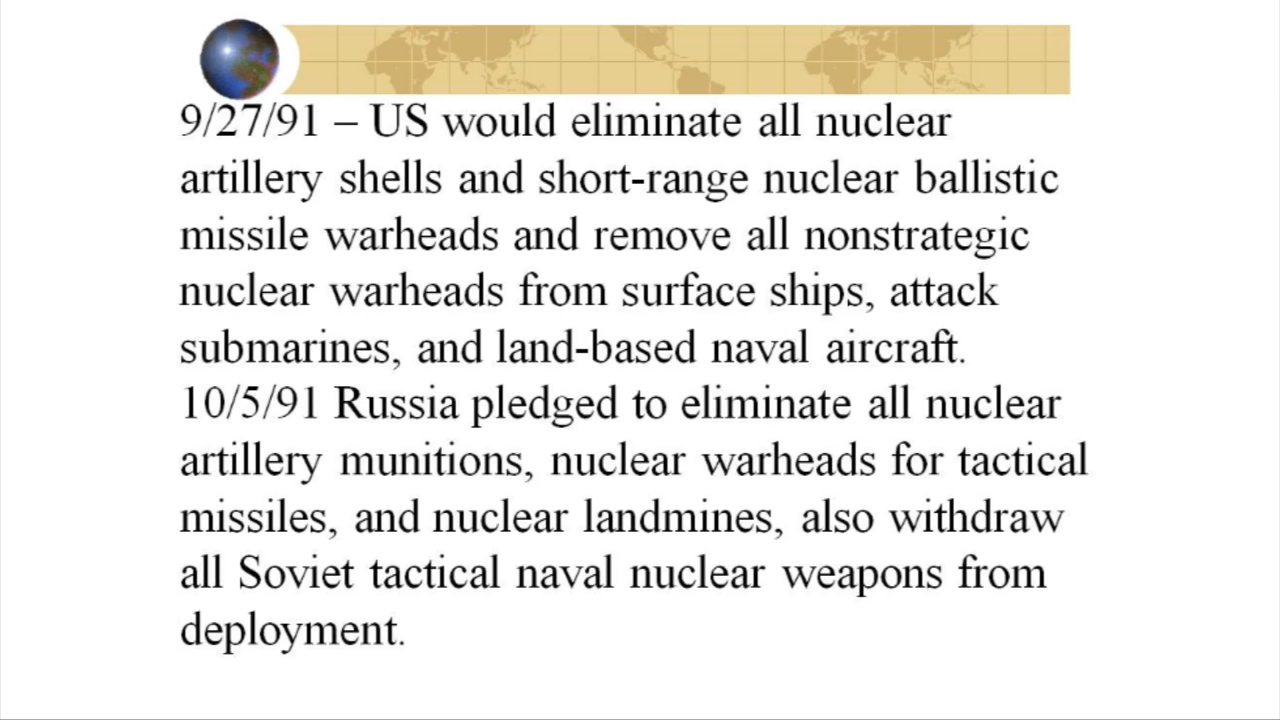 9/27/91 – US would eliminate all nuclear
artillery shells and short-range nuclear ballistic
missile warheads and remove all nonstrategic
nuclear warheads from surface ships, attack
submarines, and land-based naval aircraft.
10/5/91 Russia pledged to eliminate all nuclear
artillery munitions, nuclear warheads for tactical
missiles, and nuclear landmines, also withdraw
all Soviet tactical naval nuclear weapons from
deployment.